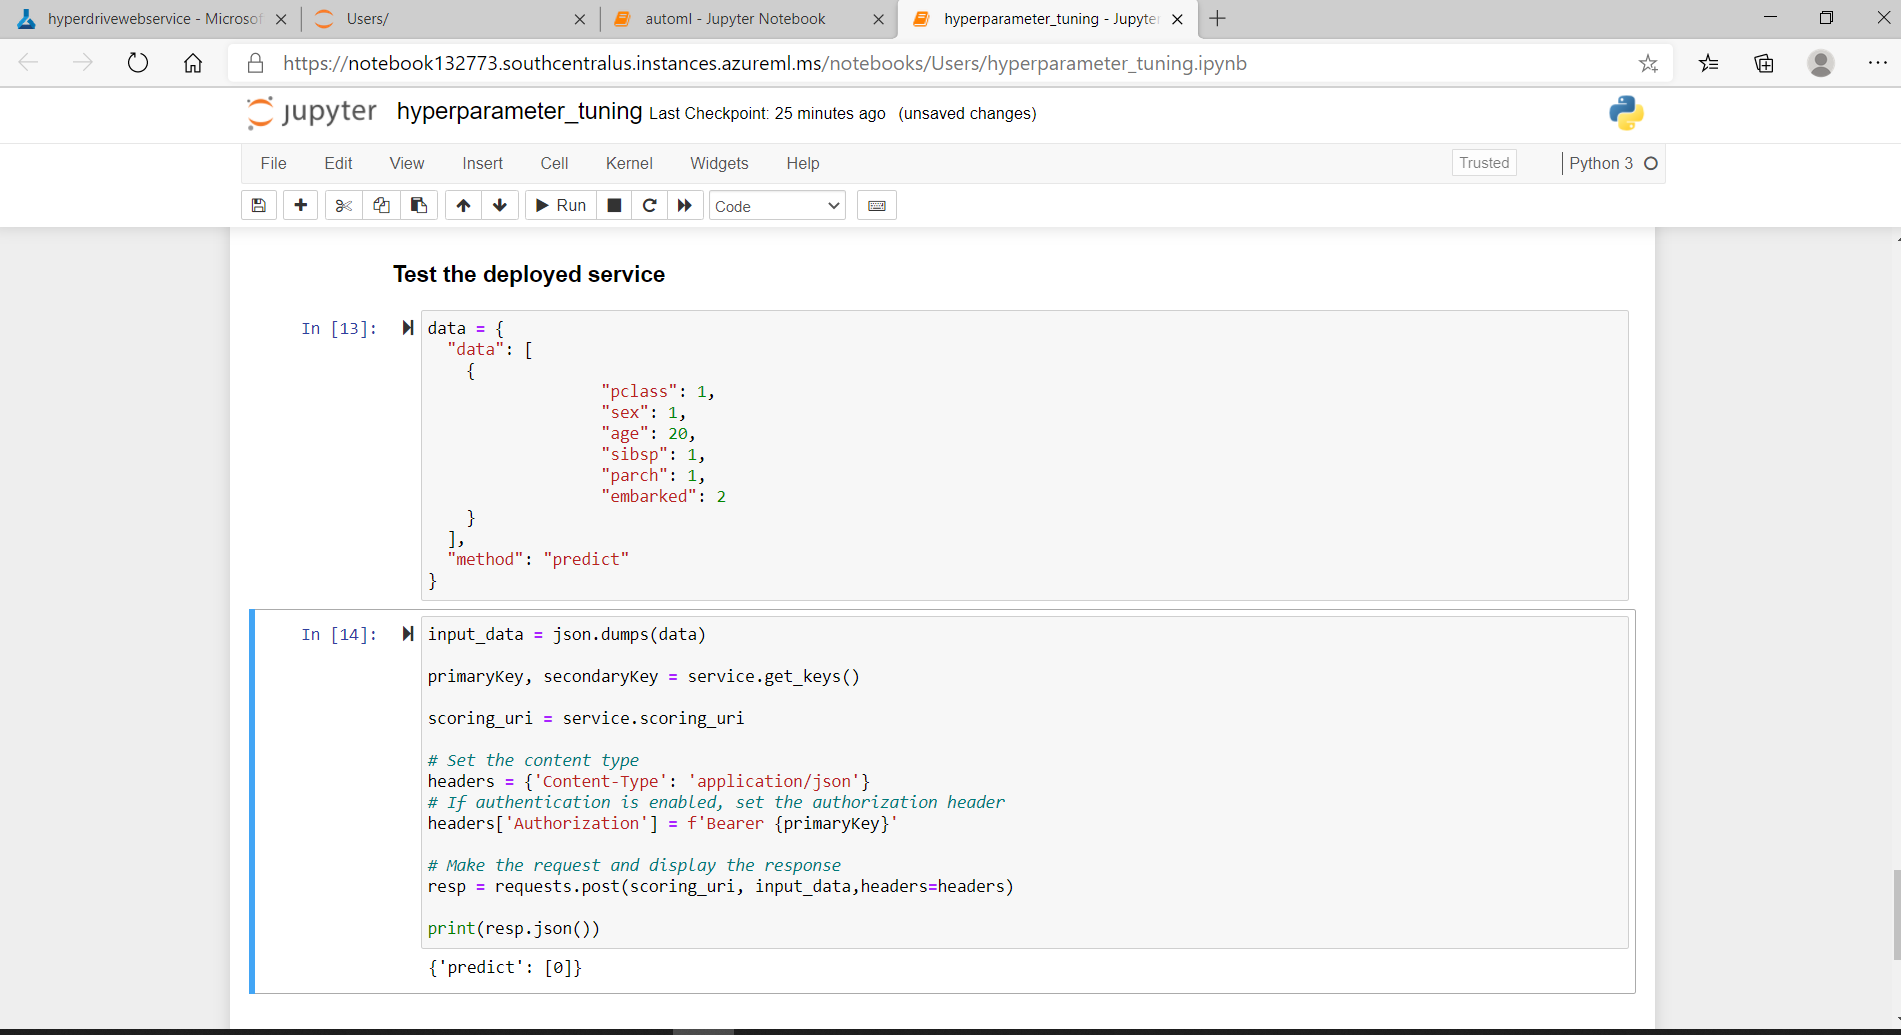 hyperdrivewebservice - Microsof
Users/
automl - Jupyter Notebook
hyperparameter_tuning - Jupyte
https://notebook132773.southcentralus.instances.azureml.ms/notebooks/Users/hyperparameter_tuning.ipynb
jupyter hyperparameter_tuning Last Checkpoint: 25 minutes ago (unsaved changes)
File Edit View Insert Cell Kernel Widgets Help Trusted Python 3
Run Code
Test the deployed service
In [13]: data = {
"data": [
{
"pclass": 1,
"sex": 1,
"age": 20,
"sibsp": 1,
"parch": 1,
"embarked": 2
}
],
"method": "predict"
}
In [14]: input_data = json.dumps(data)
primaryKey, secondaryKey = service.get_keys()
scoring_uri = service.scoring_uri
# Set the content type
headers = {'Content-Type': 'application/json'}
# If authentication is enabled, set the authorization header
headers['Authorization'] = f'Bearer {primaryKey}'
# Make the request and display the response
resp = requests.post(scoring_uri, input_data,headers=headers)
print(resp.json())
{'predict': [0]}